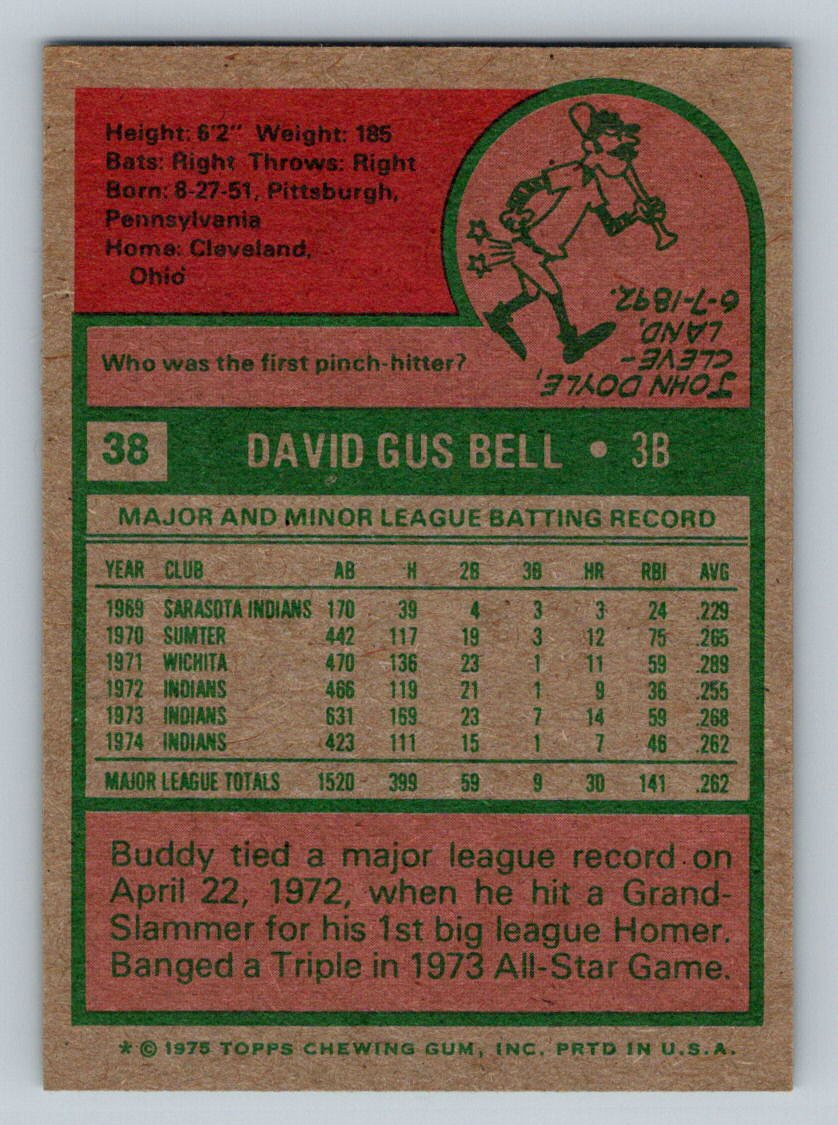 Height: 6'2" Weight: 185
Bats: Right Throws: Right
Born: 8-27-51, Pittsburgh,
Pennsylvania
Home: Cleveland,
Ohio
Who was the first pinch-hitter?
JOHN DOYLE,
CLEVE-
LAND,
6-7-1892.
38 DAVID GUS BELL • 3B
MAJOR AND MINOR LEAGUE BATTING RECORD
YEAR CLUB AB H 2B 3B HR RBI AVG
1969 SARASOTA INDIANS 170 39 4 3 3 24 .229
1970 SUMTER 442 117 19 3 12 75 .265
1971 WICHITA 470 136 23 1 11 59 .289
1972 INDIANS 466 119 21 1 9 36 .255
1973 INDIANS 631 169 23 7 14 59 .268
1974 INDIANS 423 111 15 1 7 46 .262
MAJOR LEAGUE TOTALS 1520 399 59 9 30 141 .262
Buddy tied a major league record on
April 22, 1972, when he hit a Grand-
Slammer for his 1st big league Homer.
Banged a Triple in 1973 All-Star Game.
* © 1975 TOPPS CHEWING GUM, INC. PRTD IN U.S.A.